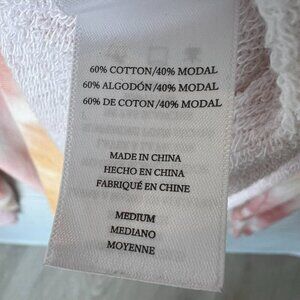 60% COTTON/40% MODAL
60% ALGODÓN/40% MODAL
60% DE COTON/40% MODAL
MADE IN CHINA
HECHO EN CHINA
FABRIQUÉ EN CHINE
MEDIUM
MEDIANO
MOYENNE